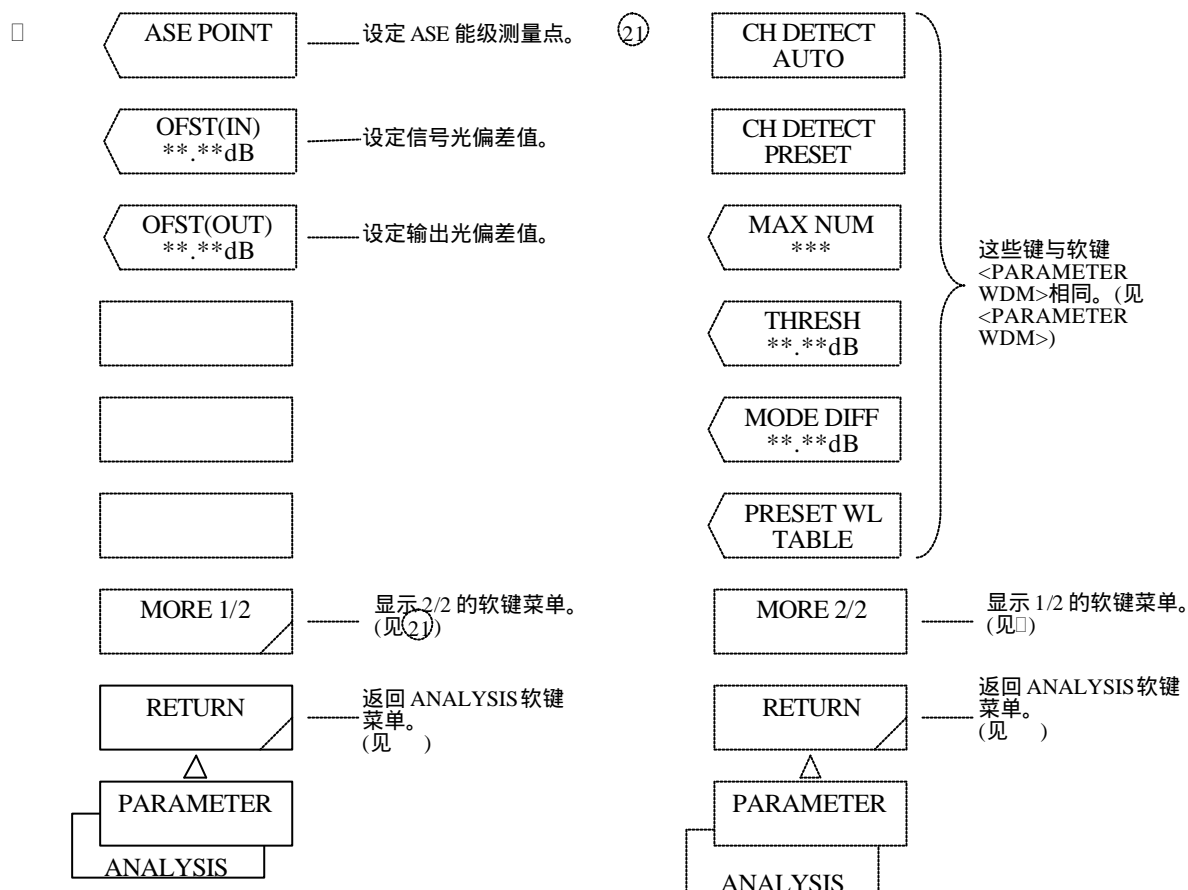 ASE POINT
设定 ASE 能级测量点。
OFST(IN)
**.**dB
设定信号光偏差值。
OFST(OUT)
**.**dB
设定输出光偏差值。
MORE 1/2
显示 2/2 的软键菜单。
(见21)
RETURN
返回 ANALYSIS 软键
菜单。
(见 )
PARAMETER
ANALYSIS
21
CH DETECT
AUTO
CH DETECT
PRESET
MAX NUM
***
THRESH
**.**dB
MODE DIFF
**.**dB
PRESET WL
TABLE
这些键与软键
<PARAMETER
WDM>相同。(见
<PARAMETER
WDM>)
MORE 2/2
显示 1/2 的软键菜单。
(见□)
RETURN
返回 ANALYSIS 软键
菜单。
(见 )
PARAMETER
ANALYSIS